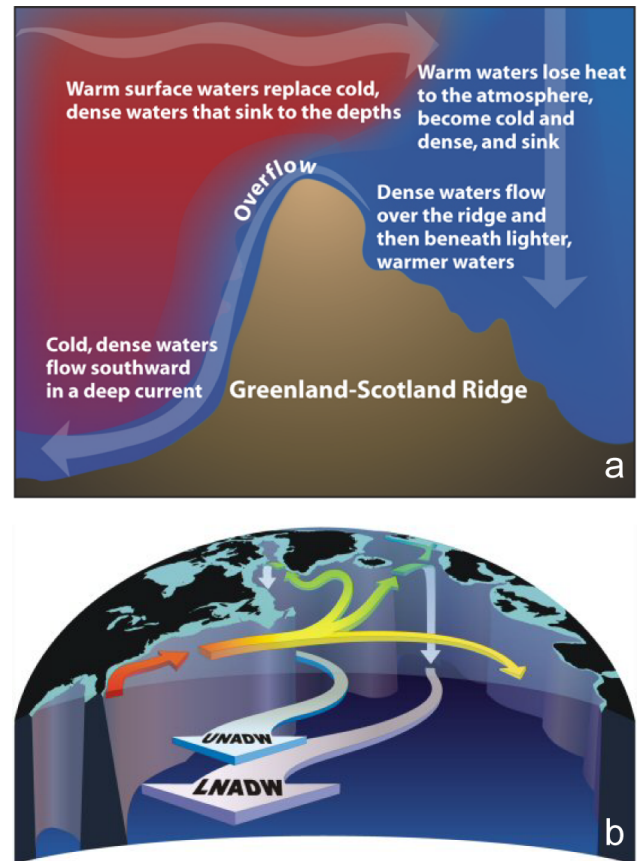 Warm surface waters replace cold,
dense waters that sink to the depths
Warm waters lose heat
to the atmosphere,
become cold and
dense, and sink
Overflow
Dense waters flow
over the ridge and
then beneath lighter,
warmer waters
Cold, dense waters
flow southward
in a deep current
Greenland-Scotland Ridge
a
UNADW
LNADW
b